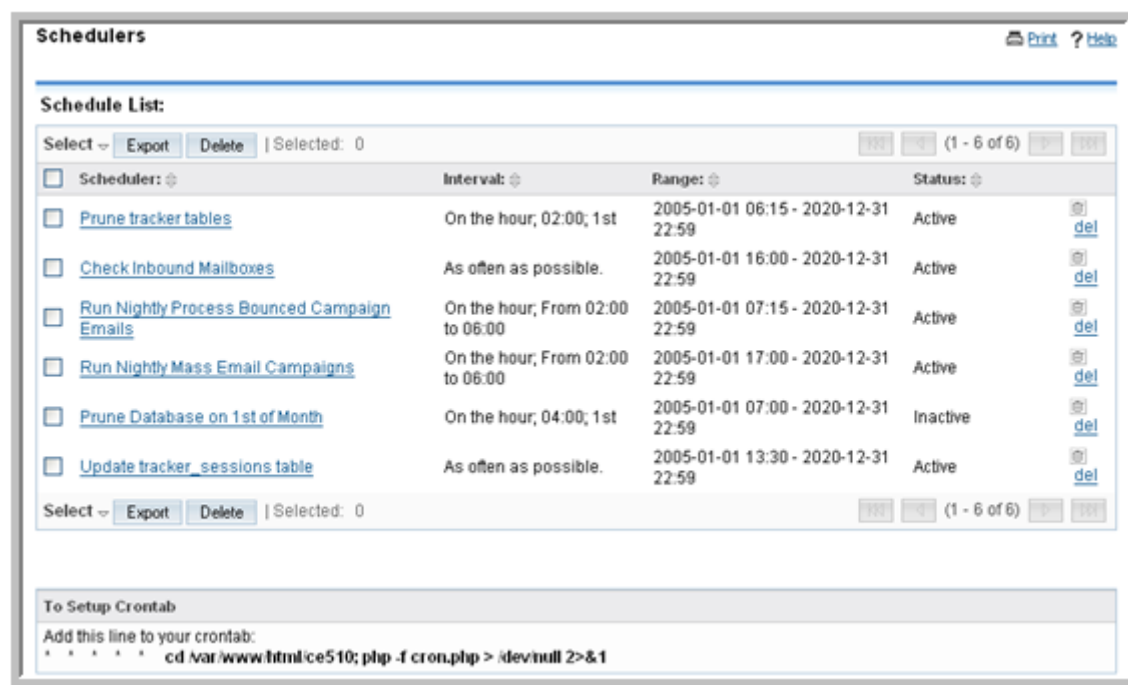 Schedulers
Print ? Help
Schedule List:
Select Export Delete | Selected: 0 (1 - 6 of 6)
Scheduler: Interval: Range: Status:
Prune tracker tables On the hour; 02:00; 1st 2005-01-01 06:15 - 2020-12-31 22:59 Active del
Check Inbound Mailboxes As often as possible. 2005-01-01 16:00 - 2020-12-31 22:59 Active del
Run Nightly Process Bounced Campaign Emails On the hour; From 02:00 to 06:00 2005-01-01 07:15 - 2020-12-31 22:59 Active del
Run Nightly Mass Email Campaigns On the hour; From 02:00 to 06:00 2005-01-01 17:00 - 2020-12-31 22:59 Active del
Prune Database on 1st of Month On the hour; 04:00; 1st 2005-01-01 07:00 - 2020-12-31 22:59 Inactive del
Update tracker_sessions table As often as possible. 2005-01-01 13:30 - 2020-12-31 22:59 Active del
Select Export Delete | Selected: 0 (1 - 6 of 6)
To Setup Crontab
Add this line to your crontab:
* * * * * cd /var/www/html/ce510; php -f cron.php > /dev/null 2>&1